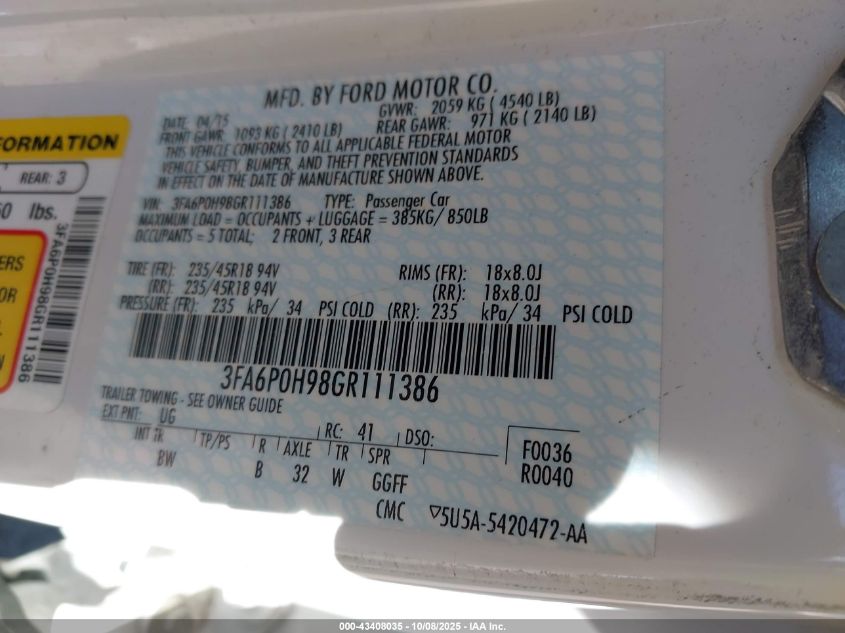 FORMATION
REAR: 3
lbs.
3FA6P0H98GR111386
MFD. BY FORD MOTOR CO.
DATE: 04/15 GVWR: 2059 KG ( 4540 LB)
FRONT GAWR: 1093 KG ( 2410 LB) REAR GAWR: 971 KG ( 2140 LB)
THIS VEHICLE CONFORMS TO ALL APPLICABLE FEDERAL MOTOR
VEHICLE SAFETY, BUMPER, AND THEFT PREVENTION STANDARDS
IN EFFECT ON THE DATE OF MANUFACTURE SHOWN ABOVE.
VIN: 3FA6P0H98GR111386 TYPE: Passenger Car
MAXIMUM LOAD = OCCUPANTS + LUGGAGE = 385KG/ 850LB
OCCUPANTS = 5 TOTAL; 2 FRONT, 3 REAR
TIRE (FR): 235/45R18 94V RIMS (FR): 18x8.0J
(RR): 235/45R18 94V (RR): 18x8.0J
PRESSURE (FR): 235 kPa/ 34 PSI COLD (RR): 235 kPa/ 34 PSI COLD
3FA6P0H98GR111386
TRAILER TOWING - SEE OWNER GUIDE
EXT PNT: UG RC: 41 DSO: F0036
INT TR TP/PS R AXLE TR SPR R0040
BW B 32 W GGFF
CMC ▽5U5A-5420472-AA
000-43408035 - 10/08/2025 - IAA Inc.